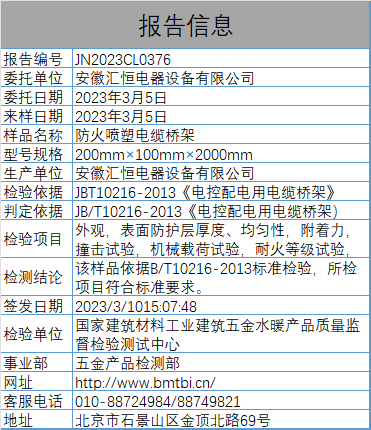 报告信息
报告编号 JN2023CL0376
委托单位 安徽汇恒电器设备有限公司
委托日期 2023年3月5日
来样日期 2023年3月5日
样品名称 防火喷塑电缆桥架
型号规格 200mm×100mm×2000mm
生产单位 安徽汇恒电器设备有限公司
检验依据 JBT10216-2013《电控配电用电缆桥架》
判定依据 JB/T10216-2013《电控配电用电缆桥架)
检验项目 外观，表面防护层厚度、均匀性，附着力，
撞击试验，机械载荷试验，耐火等级试验，
检测结论 该样品依据B/T10216-2013标准检验，所检
项目符合标准要求。
签发日期 2023/3/1015:07:48
检验单位 国家建筑材料工业建筑五金水暖产品质量监
督检验测试中心
事业部 五金产品检测部
网址 http://www.bmtbi.cn/
客服电话 010-88724984/88749821
地址 北京市石景山区金顶北路69号